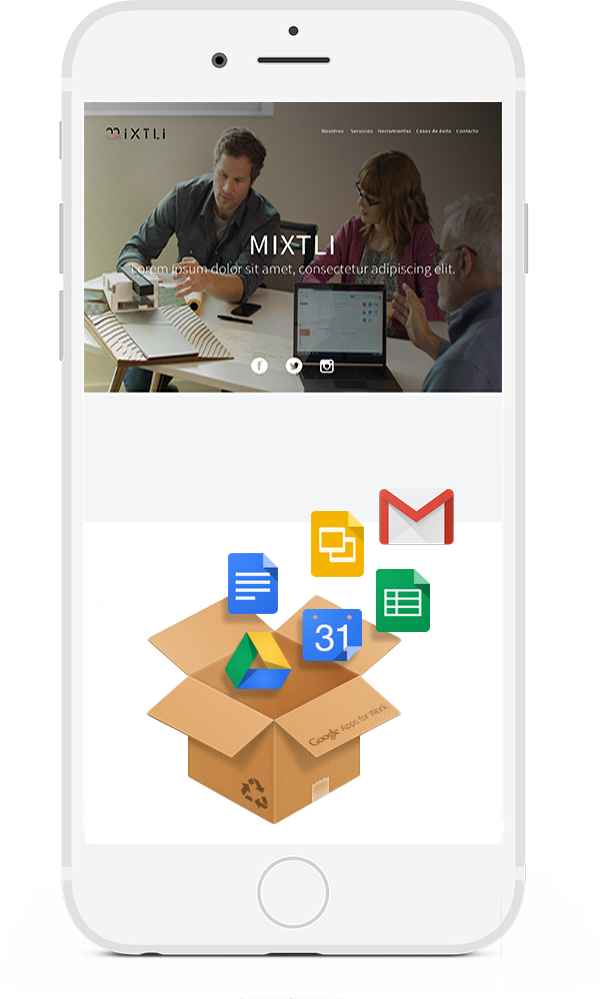 MIXTLI
Nosotros Servicios Herramientas Casos de éxito Contácto
MIXTLI
Lorem ipsum dolor sit amet, consectetur adipiscing elit.
31
Google Apps for Work